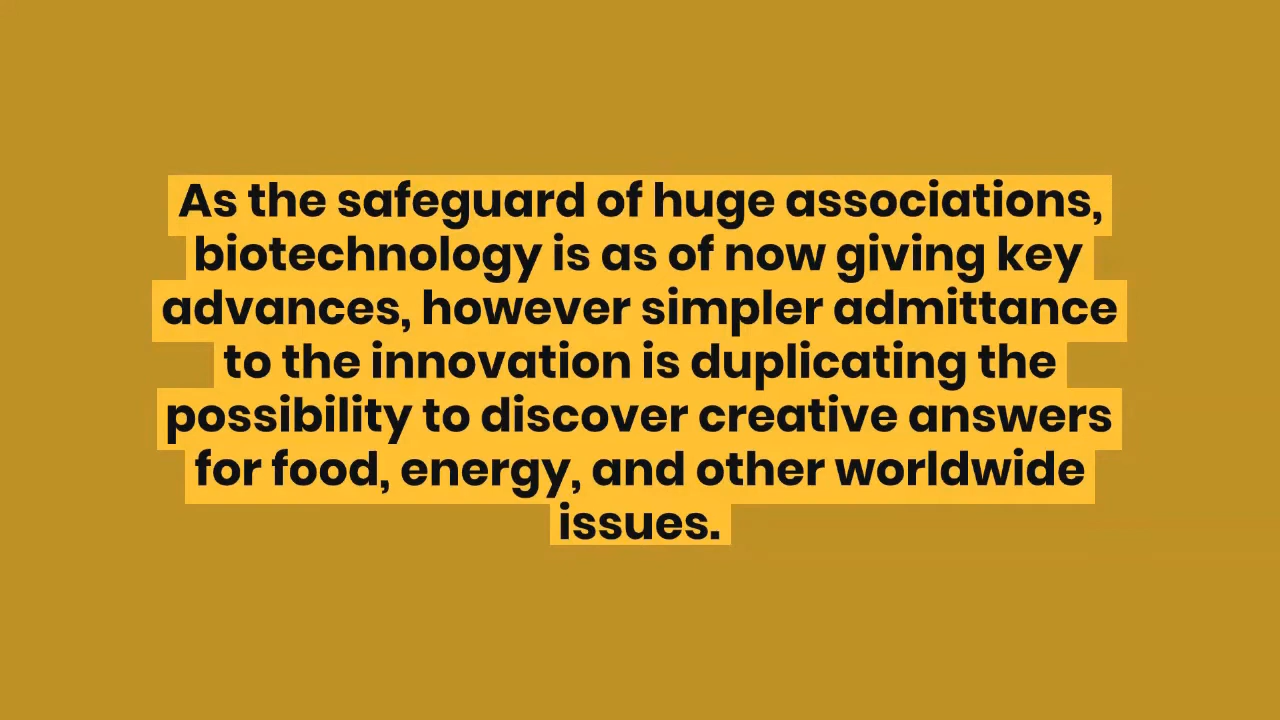 As the safeguard of huge associations,
biotechnology is as of now giving key
advances, however simpler admittance
to the innovation is duplicating the
possibility to discover creative answers
for food, energy, and other worldwide
issues.